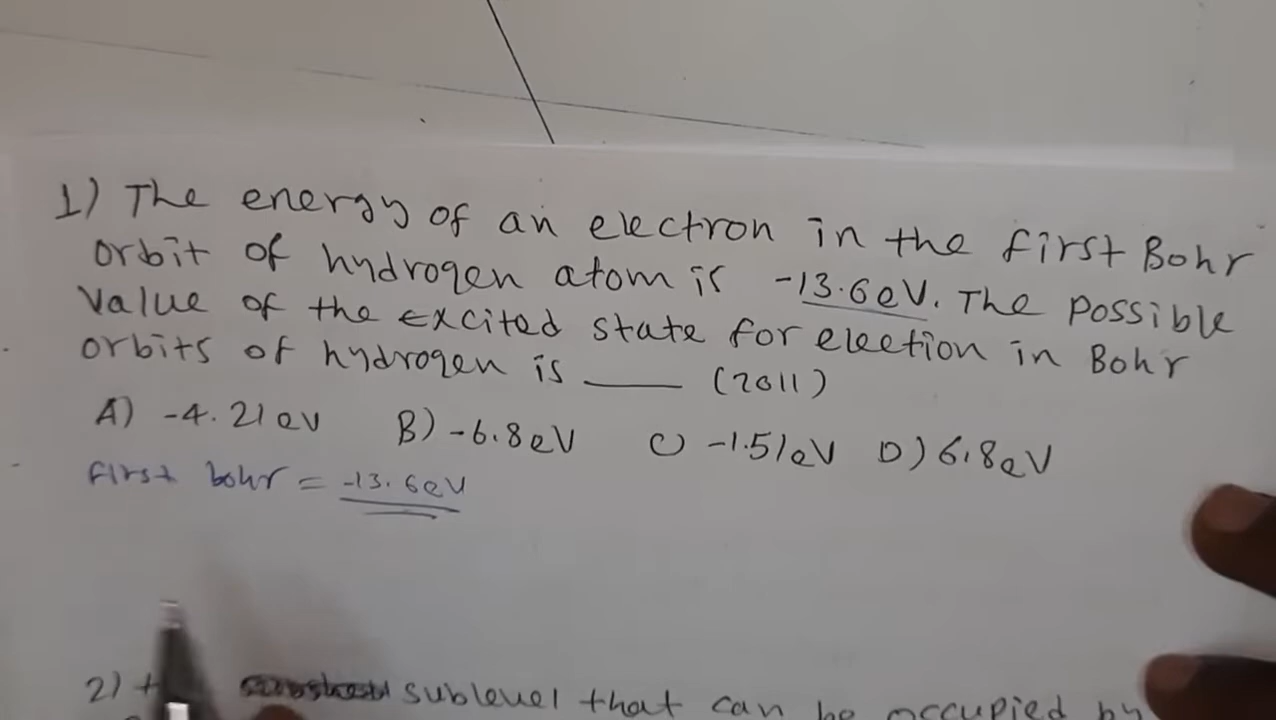 1) The energy of an electron in the first Bohr
orbit of hydrogen atom is -13.6eV. The possible
value of the Excited state for election in Bohr
orbits of hydrogen is ____ (2011)
A) -4.21eV B) -6.8eV C) -1.51eV D) 6.8eV
First bohr = -13.6eV
2) sublevel that can be occupied by